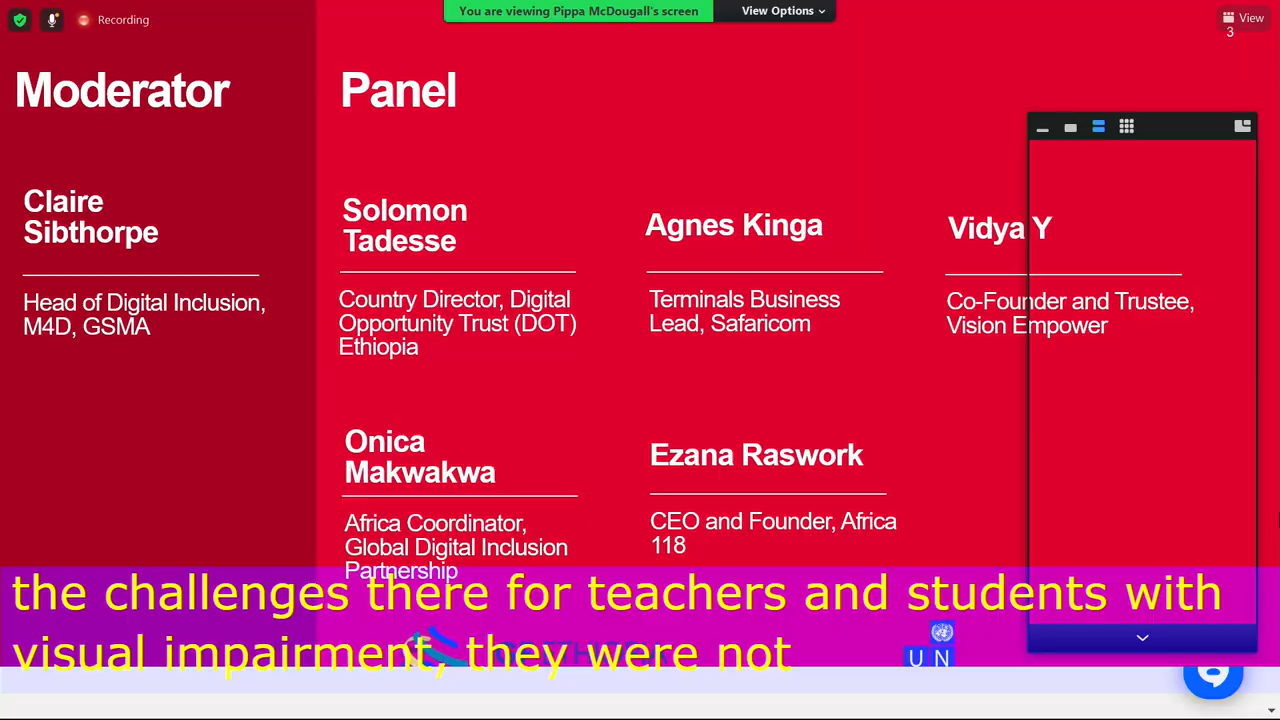 Recording
You are viewing Pippa McDougall's screen
View Options
View
3
Moderator
Panel
Claire
Sibthorpe
Head of Digital Inclusion,
M4D, GSMA
Solomon
Tadesse
Country Director, Digital
Opportunity Trust (DOT)
Ethiopia
Agnes Kinga
Terminals Business
Lead, Safaricom
Vidya Y
Co-Founder and Trustee,
Vision Empower
Onica
Makwakwa
Africa Coordinator,
Global Digital Inclusion
Partnership
Ezana Raswork
CEO and Founder, Africa
118
the challenges there for teachers and students with
visual impairment, they were not
U N